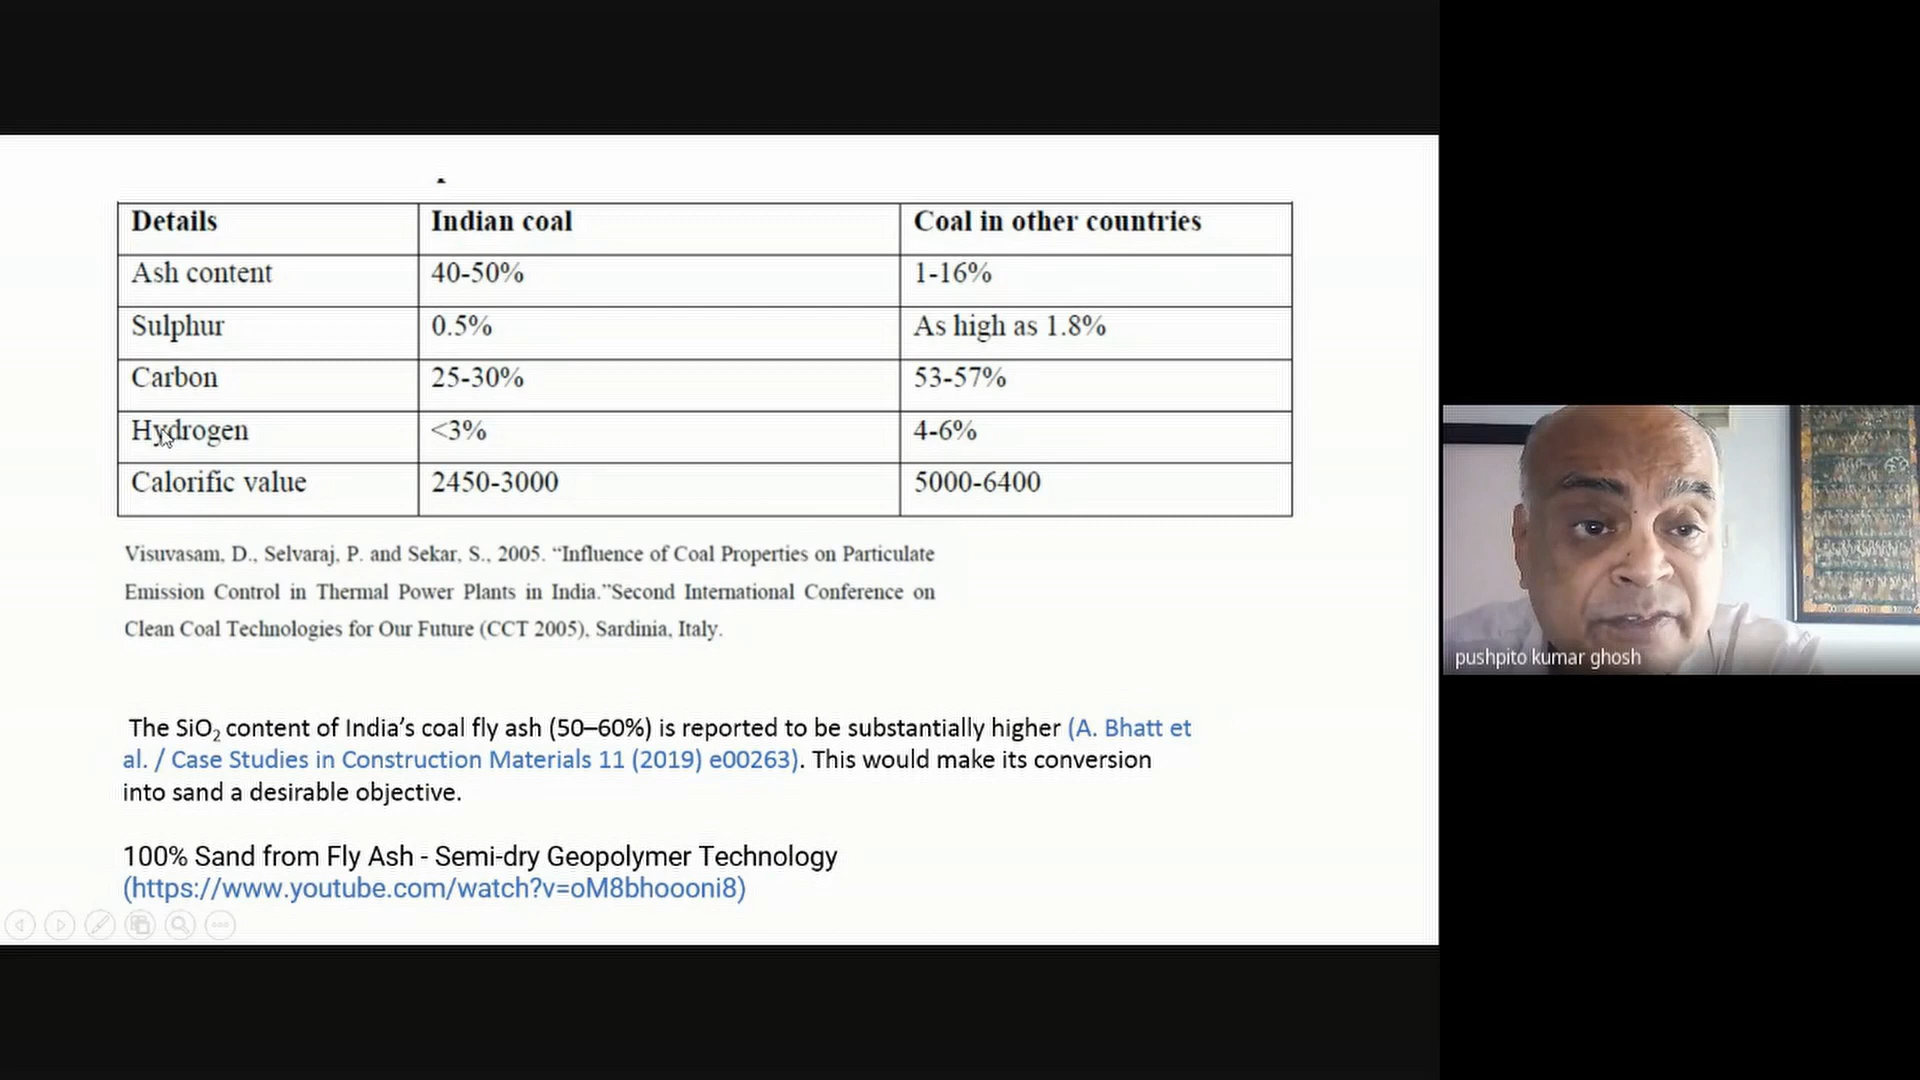 Details Indian coal Coal in other countries
Ash content 40-50% 1-16%
Sulphur 0.5% As high as 1.8%
Carbon 25-30% 53-57%
Hydrogen <3% 4-6%
Calorific value 2450-3000 5000-6400
Visuvasam, D., Selvaraj, P. and Sekar, S., 2005. “Influence of Coal Properties on Particulate
Emission Control in Thermal Power Plants in India.”Second International Conference on
Clean Coal Technologies for Our Future (CCT 2005), Sardinia, Italy.
The SiO₂ content of India’s coal fly ash (50–60%) is reported to be substantially higher (A. Bhatt et
al. / Case Studies in Construction Materials 11 (2019) e00263). This would make its conversion
into sand a desirable objective.
100% Sand from Fly Ash - Semi-dry Geopolymer Technology
(https://www.youtube.com/watch?v=oM8bhoooni8)
pushpito kumar ghosh